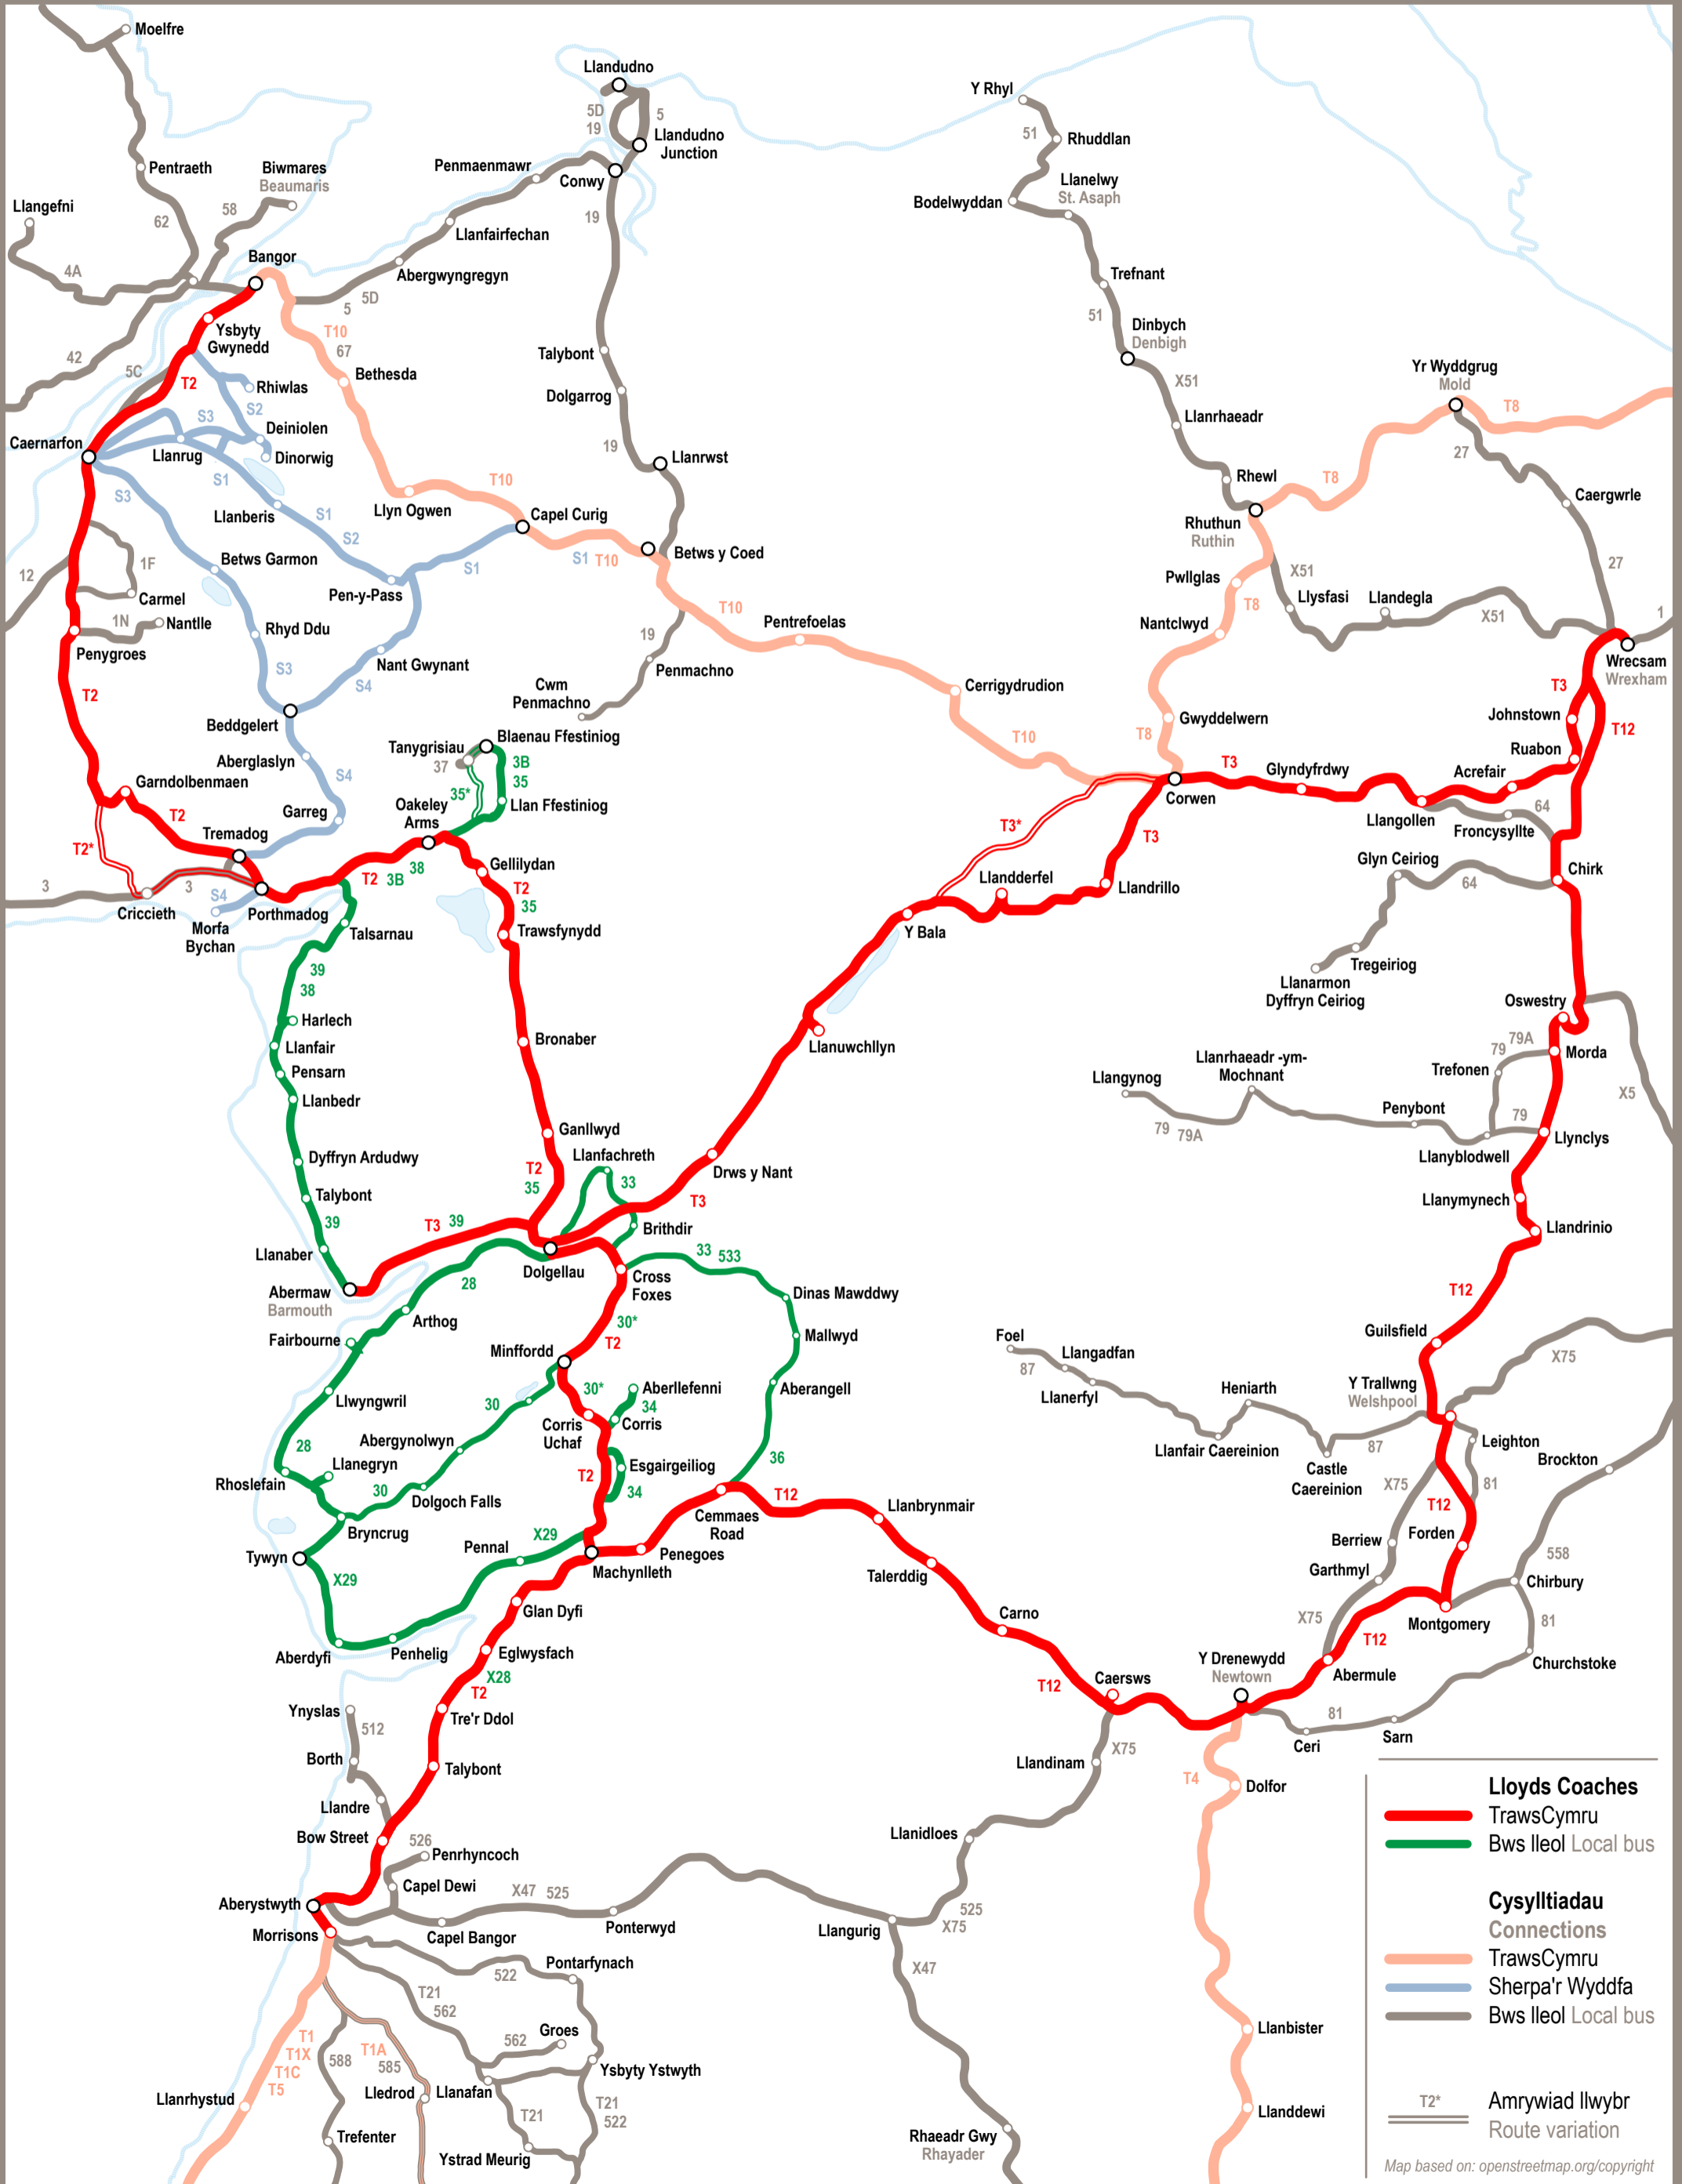 Moelfre
Llandudno
Y Rhyl
5D
5
19
51
Rhuddlan
Llandudno
Junction
Pentraeth
Biwmares
Beaumaris
Penmaenmawr
Conwy
Llanelwy
St. Asaph
Bodelwyddan
Llangefni
62
58
19
Llanfairfechan
Bangor
4A
Abergwyngregyn
Trefnant
5D
5
51
Ysbyty
Gwynedd
T10
67
Dinbych
Denbigh
42
5C
T2
Talybont
Bethesda
Yr Wyddgrug
Mold
Rhiwlas
X51
Dolgarrog
T8
S3
S2
Deiniolen
Llanrhaeadr
Caernarfon
Llanrug
Dinorwig
19
Llanrwst
27
S1
T10
Rhewl
T8
S3
Caergwrle
Llyn Ogwen
Capel Curig
Llanberis
S1
Rhuthun
Ruthin
S2
Betws y Coed
Betws Garmon
S1
T10
12
1F
S1
X51
27
Pwllglas
Pen-y-Pass
Carmel
T8
Llysfasi
Llandegla
1N
Nantlle
T10
X51
1
Pentrefoelas
Nantclwyd
Rhyd Ddu
19
Penygroes
Nant Gwynant
Penmachno
Wrecsam
Wrexham
S3
S4
T2
Cwm
Penmachno
Cerrigydrudion
T3
Gwyddelwern
Johnstown
Beddgelert
T12
Blaenau Ffestiniog
T8
T10
Tanygrisiau
Ruabon
37
3B
T3
Aberglaslyn
Glyndyfrdwy
Acrefair
S4
35
Garndolbenmaen
35*
Llan Ffestiniog
Corwen
Oakeley
Arms
64
Garreg
T2
Llangollen
T3*
Froncysyllte
Tremadog
T3
T2*
Gellilydan
Glyn Ceiriog
Chirk
38
T2
3B
Llandderfel
3
3
T2
35
Llandrillo
64
S4
Criccieth
Porthmadog
Morfa
Bychan
Talsarnau
Trawsfynydd
Y Bala
Tregeiriog
39
38
Llanarmon
Dyffryn Ceiriog
Oswestry
Harlech
Bronaber
Llanuwchllyn
79A
79
Morda
Llanfair
Llanrhaeadr -ym-
Mochnant
Trefonen
Pensarn
Llangynog
X5
Llanbedr
Penybont
79
Ganllwyd
79
79A
Llynclys
Llanfachreth
Llanyblodwell
Dyffryn Ardudwy
T2
35
33
Drws y Nant
Talybont
T3
Llanymynech
39
T3
39
Brithdir
Llandrinio
Llanaber
33
533
Dolgellau
Cross
Foxes
28
T12
Abermaw
Barmouth
Dinas Mawddwy
Arthog
30*
Guilsfield
Fairbourne
T2
Mallwyd
Foel
Minffordd
Llangadfan
X75
87
30*
Aberllefenni
Aberangell
Y Trallwng
Welshpool
Llwyngwril
34
Llanerfyl
Heniarth
30
Corris
Uchaf
Corris
Leighton
28
Abergynolwyn
Llanfair Caereinion
87
Llanegryn
Esgairgeiliog
36
Castle
Caereinion
Brockton
Rhoslefain
T2
X75
81
30
34
Dolgoch Falls
T12
T12
Llanbrynmair
Cemmaes
Road
Bryncrug
X29
Forden
Berriew
Tywyn
Pennal
Penegoes
558
Machynlleth
Talerddig
Garthmyl
X29
Chirbury
Glan Dyfi
Carno
X75
Montgomery
81
T12
Aberdyfi
Penhelig
Eglwysfach
Y Drenewydd
Newtown
Churchstoke
X28
T12
Caersws
Abermule
T2
Ynyslas
512
Tre'r Ddol
81
Ceri
Sarn
Borth
X75
Talybont
Llandinam
T4
Dolfor
Lloyds Coaches
Llandre
TrawsCymru
Bow Street
526
Llanidloes
Bws lleol Local bus
Penrhyncoch
Capel Dewi
X47
525
Cysylltiadau
Aberystwyth
525
Connections
Morrisons
Capel Bangor
Ponterwyd
Llangurig
X75
TrawsCymru
Pontarfynach
522
X47
Sherpa'r Wyddfa
T21
562
Bws lleol Local bus
T1
T1X
T1C
T5
T1A
588
585
562
Groes
Llanbister
Ysbyty Ystwyth
Llanrhystud
Lledrod
Llanafan
T2*
Amrywiad llwybr
T21
T21
522
Llanddewi
Route variation
Trefenter
Rhaeadr Gwy
Rhayader
Ystrad Meurig
Map based on: openstreetmap.org/copyright